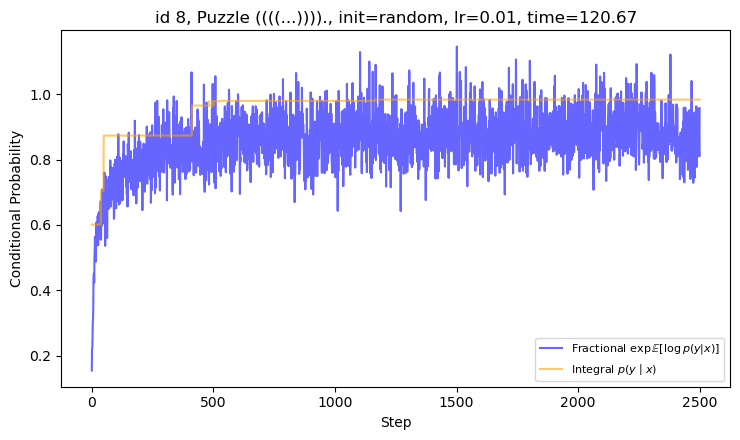 id 8, Puzzle ((((...))))., init=random, lr=0.01, time=120.67
Conditional Probability
1.0
0.8
0.6
0.4
0.2
0
500
1000
1500
2000
2500
Step
Fractional exp𝔼[log p(y|x)]
Integral p(y | x)